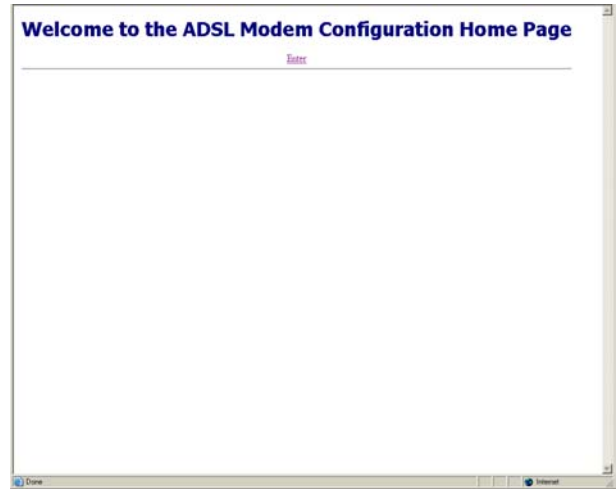 Welcome to the ADSL Modem Configuration Home Page
Enter
Done
Internet